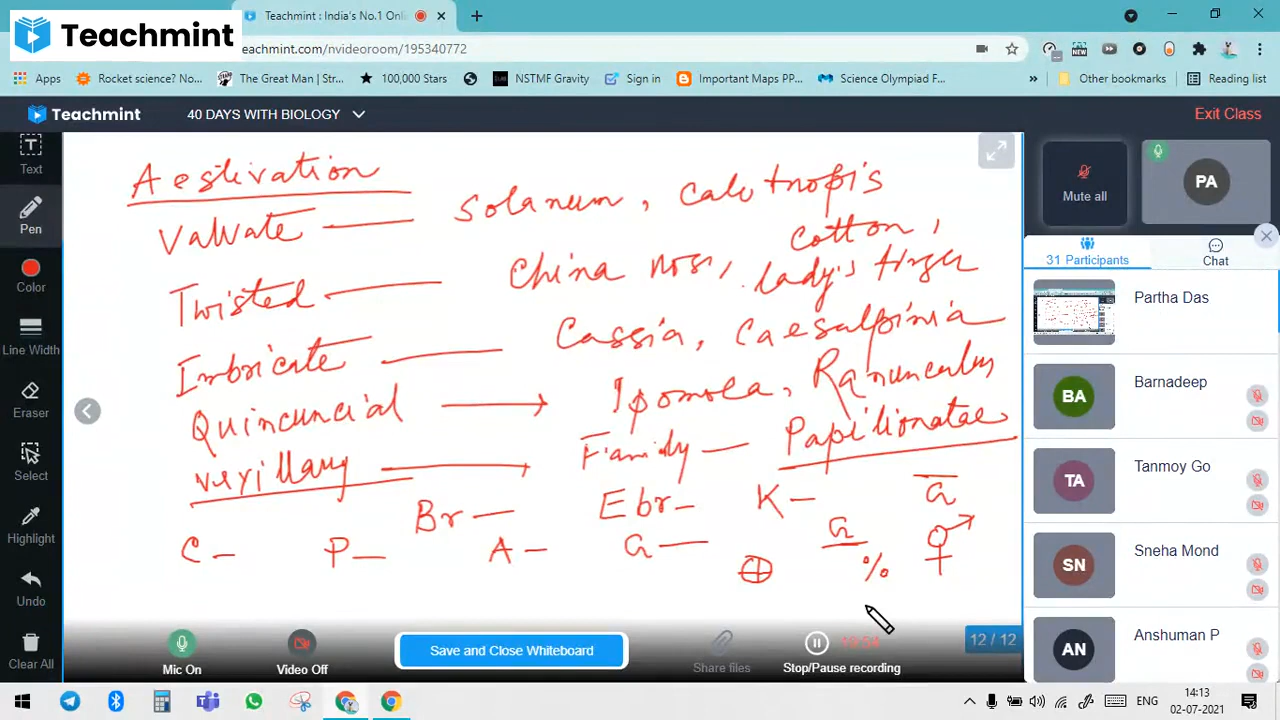 Teachmint : India's No.1 Onli
Teachmint
eachmint.com/nvideoroom/195340772
Apps
Rocket science? No...
The Great Man | Str...
100,000 Stars
NSTMF Gravity
Sign in
Important Maps PP...
Science Olympiad F...
»
Other bookmarks
Reading list
Teachmint
40 DAYS WITH BIOLOGY
Exit Class
Text
Pen
Color
Line Width
Eraser
Select
Highlight
Undo
Clear All
Aestivation
Valvate — Solanum, Calotropis
Twisted — China rose, Cotton, lady's finger
Imbricate — Cassia, Caesalpinia
Quincuncial → Ipomoea, Ranunculus
Vexillary → Family — Papilionatae
Br — Ebr — K — G
C — P — A — G — ⊕ G % ⚥
Mute all
PA
31 Participants
Chat
Partha Das
BA
Barnadeep
TA
Tanmoy Go
SN
Sneha Mond
AN
Anshuman P
Mic On
Video Off
Save and Close Whiteboard
Share files
Stop/Pause recording
12 / 12
ENG
14:13
02-07-2021